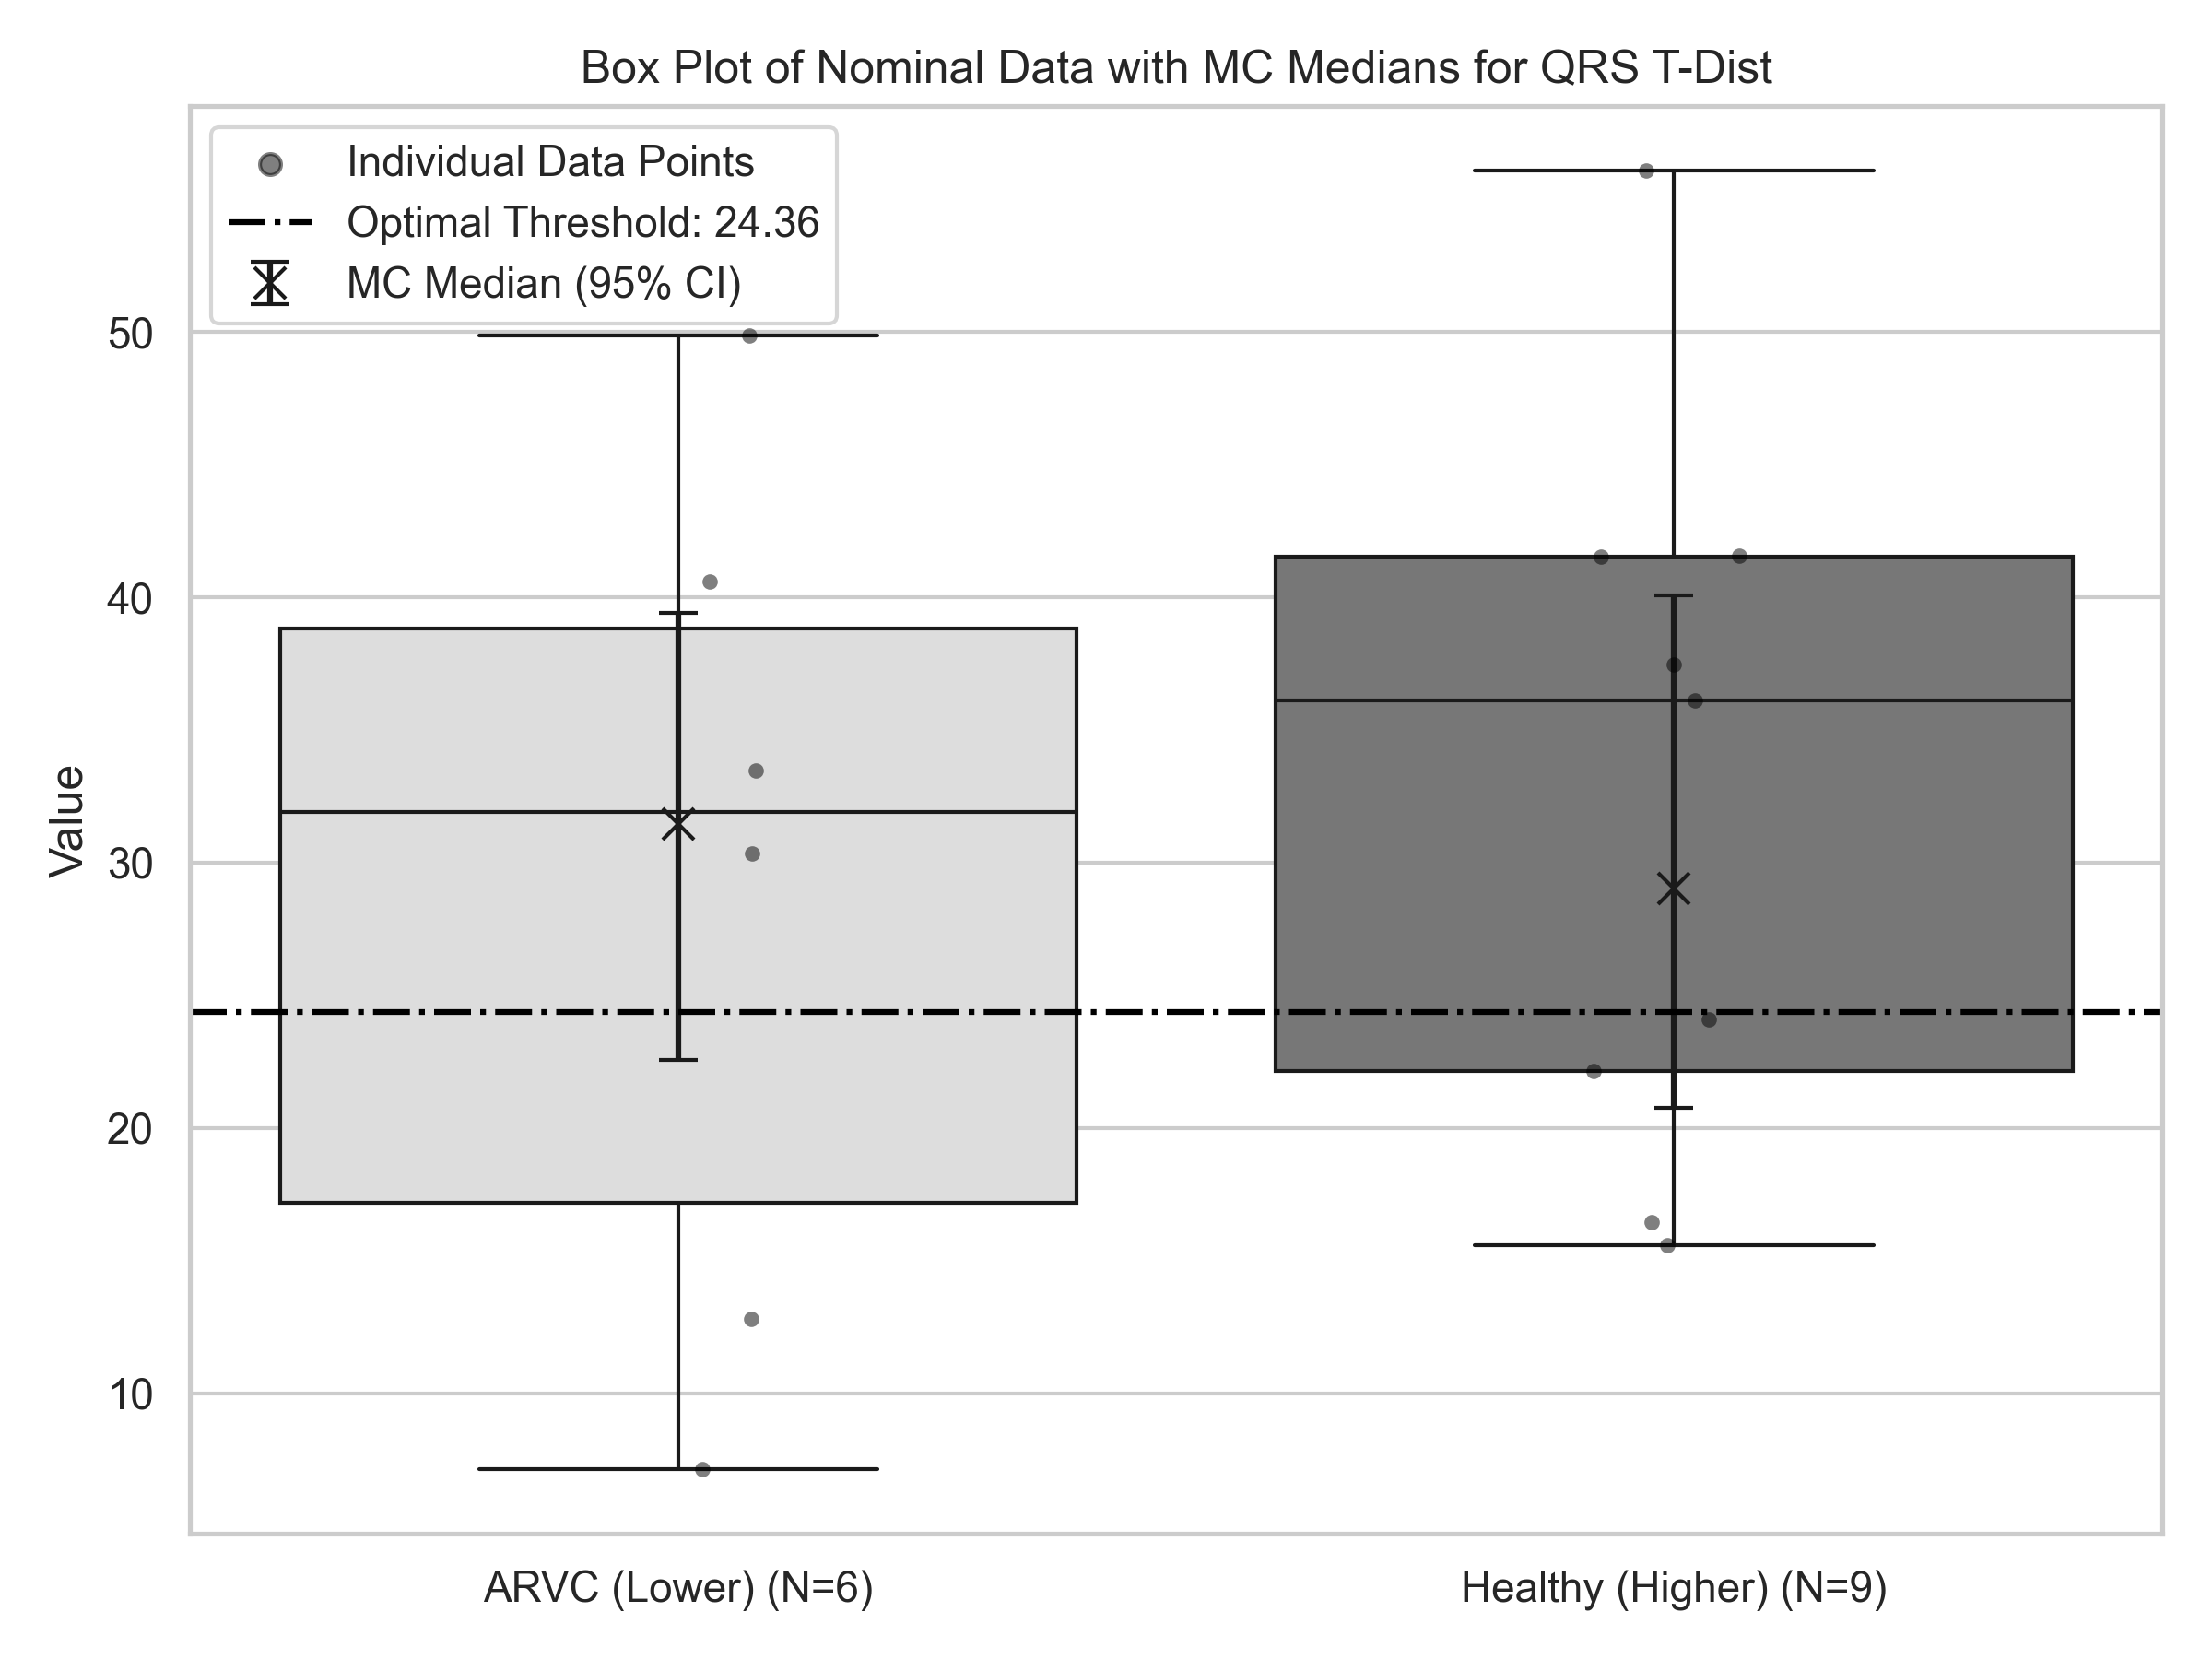 Box Plot of Nominal Data with MC Medians for QRS T-Dist
Individual Data Points
Optimal Threshold: 24.36
MC Median (95% CI)
50
40
30
20
10
Value
ARVC (Lower) (N=6)
Healthy (Higher) (N=9)